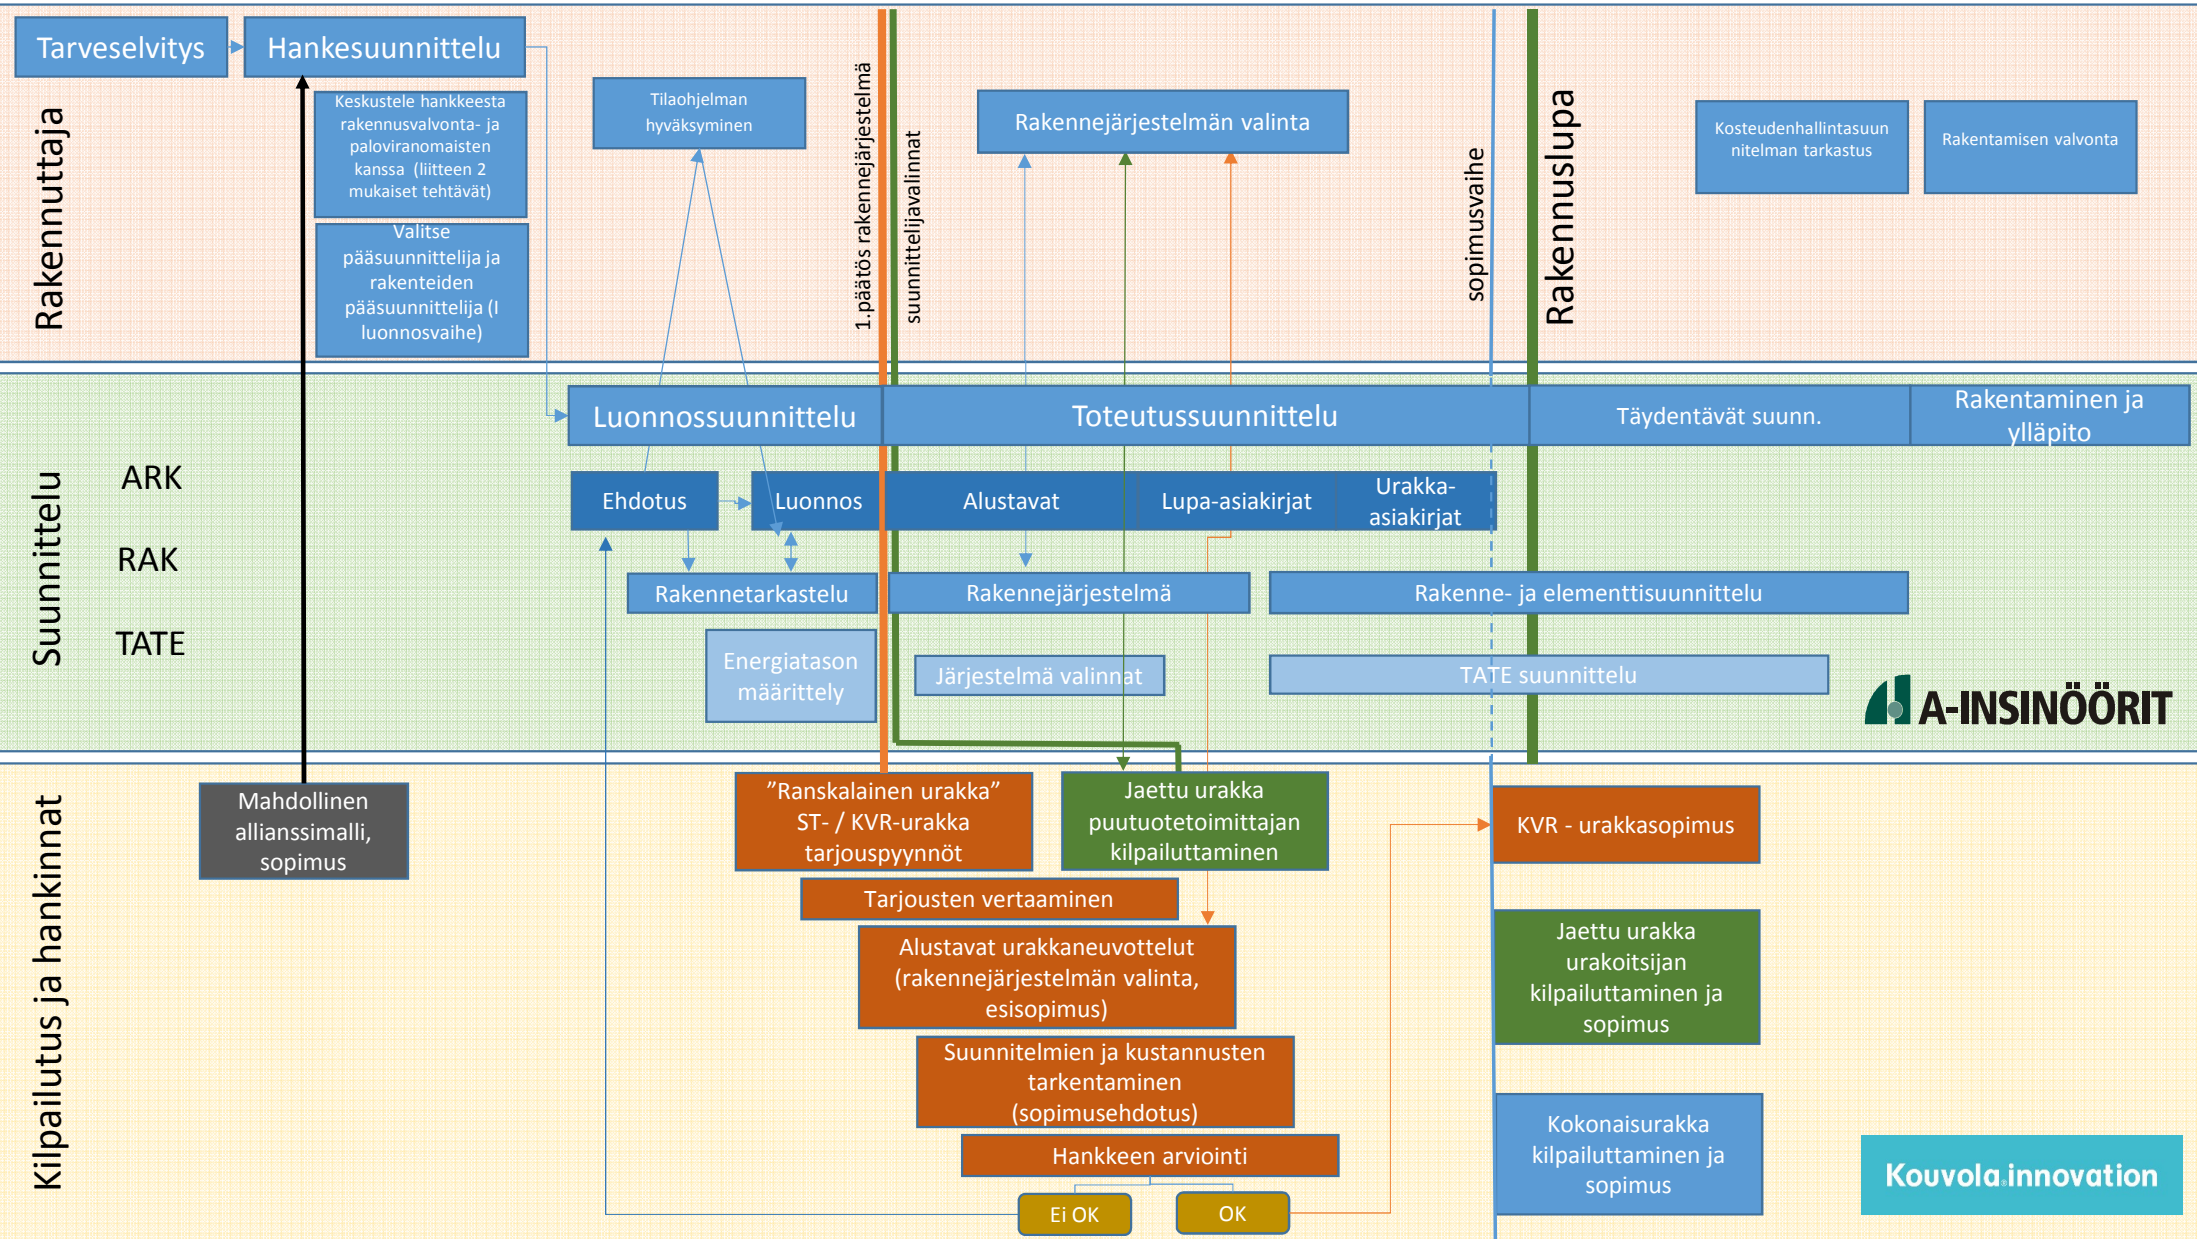 Rakennuttaja
Tarveselvitys
Hankesuunnittelu
Keskustele hankkeesta
rakennusvalvonta- ja
paloviranomaisten
kanssa (liitteen 2
mukaiset tehtävät)
Valitse
pääsuunnittelija ja
rakenteiden
pääsuunnittelija (I
luonnosvaihe)
Tilaohjelman
hyväksyminen
1.päätös rakennejärjestelmä
suunnittelijavalinnat
Rakennejärjestelmän valinta
sopimusvaihe
Rakennuslupa
Kosteudenhallintasuun
nitelman tarkastus
Rakentamisen valvonta
Suunnittelu
Luonnossuunnittelu
Toteutussuunnittelu
Täydentävät suunn.
Rakentaminen ja
ylläpito
ARK
Ehdotus
Luonnos
Alustavat
Lupa-asiakirjat
Urakka-
asiakirjat
RAK
Rakennetarkastelu
Rakennejärjestelmä
Rakenne- ja elementtisuunnittelu
TATE
Energiatason
määrittely
Järjestelmä valinnat
TATE suunnittelu
A-INSINÖÖRIT
Kilpailutus ja hankinnat
Mahdollinen
allianssimalli,
sopimus
”Ranskalainen urakka”
ST- / KVR-urakka
tarjouspyynnöt
Jaettu urakka
puutuotetoimittajan
kilpailuttaminen
KVR - urakkasopimus
Tarjousten vertaaminen
Alustavat urakkaneuvottelut
(rakennejärjestelmän valinta,
esisopimus)
Jaettu urakka
urakoitsijan
kilpailuttaminen ja
sopimus
Suunnitelmien ja kustannusten
tarkentaminen
(sopimusehdotus)
Kokonaisurakka
kilpailuttaminen ja
sopimus
Hankkeen arviointi
Ei OK
OK
Kouvola innovation